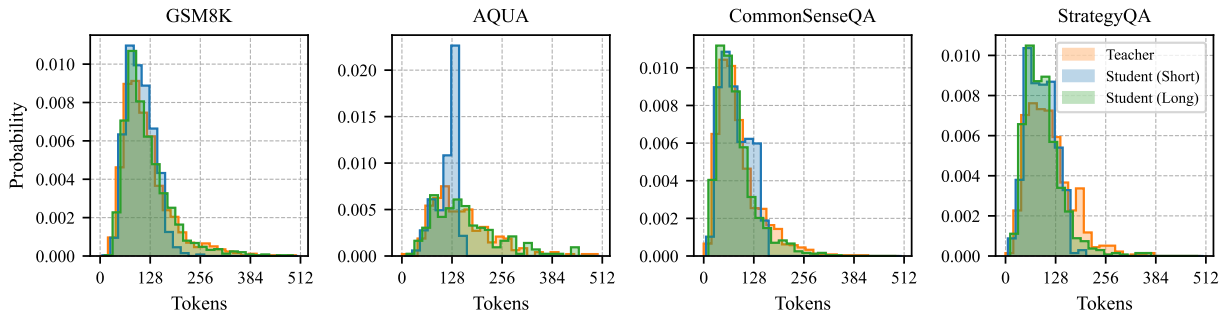 GSM8K
AQUA
CommonSenseQA
StrategyQA
Probability
0.010
0.008
0.006
0.004
0.002
0.000
0 128 256 384 512
Tokens
0.020
0.015
0.010
0.005
0.000
0 128 256 384 512
Tokens
0.010
0.008
0.006
0.004
0.002
0.000
0 128 256 384 512
Tokens
0.010
0.008
0.006
0.004
0.002
0.000
0 128 256 384 512
Tokens
Teacher
Student (Short)
Student (Long)